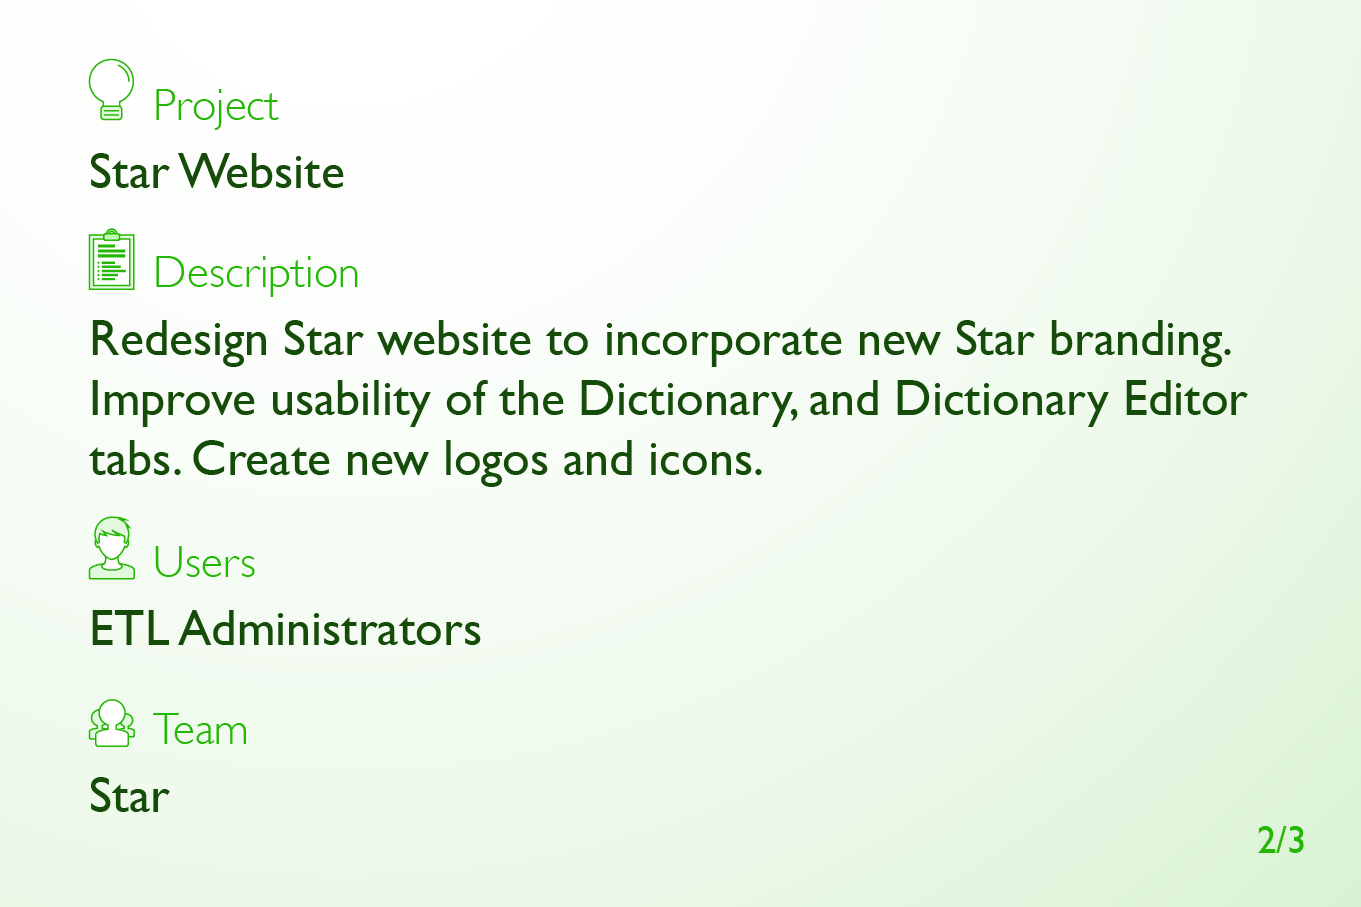 Project
Star Website
Description
Redesign Star website to incorporate new Star branding.
Improve usability of the Dictionary, and Dictionary Editor
tabs. Create new logos and icons.
Users
ETL Administrators
Team
Star
2/3